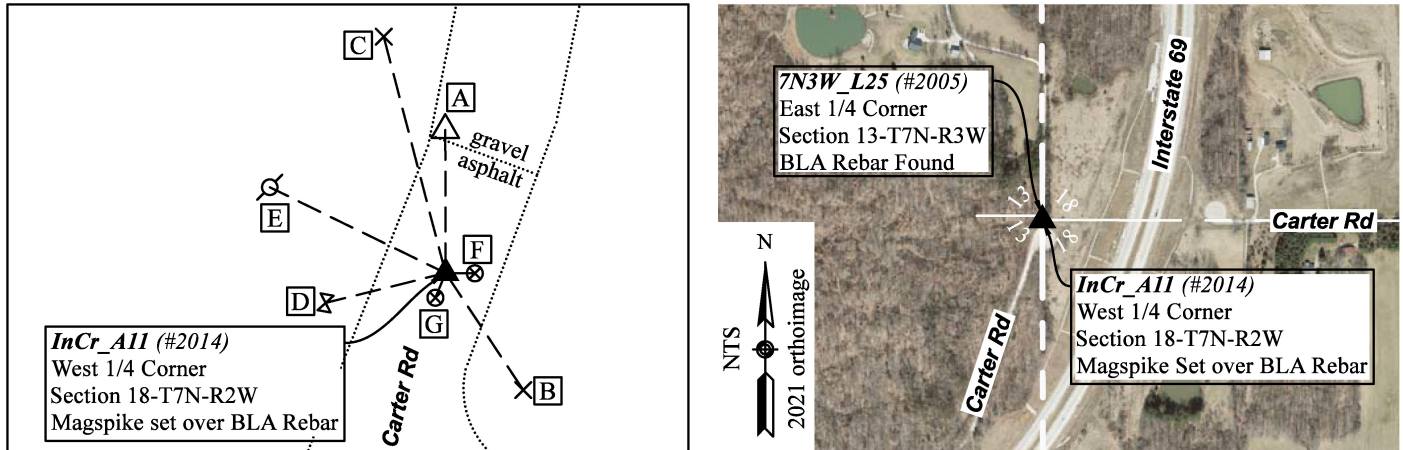 C
A
gravel
asphalt
E
F
D
G
B
InCr_A11 (#2014)
West 1/4 Corner
Section 18-T7N-R2W
Magspike set over BLA Rebar
Carter Rd
7N3W_L25 (#2005)
East 1/4 Corner
Section 13-T7N-R3W
BLA Rebar Found
Interstate 69
13
18
13
18
Carter Rd
InCr_A11 (#2014)
West 1/4 Corner
Section 18-T7N-R2W
Magspike Set over BLA Rebar
Carter Rd
N
NTS
2021 orthoimage